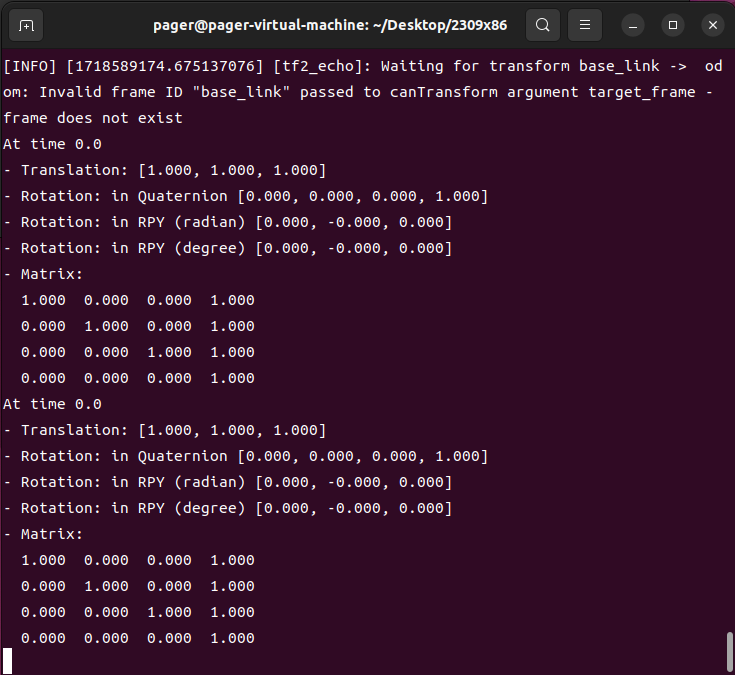 pager@pager-virtual-machine: ~/Desktop/2309x86
[INFO] [1718589174.675137076] [tf2_echo]: Waiting for transform base_link ->  od
om: Invalid frame ID "base_link" passed to canTransform argument target_frame -
frame does not exist
At time 0.0
- Translation: [1.000, 1.000, 1.000]
- Rotation: in Quaternion [0.000, 0.000, 0.000, 1.000]
- Rotation: in RPY (radian) [0.000, -0.000, 0.000]
- Rotation: in RPY (degree) [0.000, -0.000, 0.000]
- Matrix:
  1.000  0.000  0.000  1.000
  0.000  1.000  0.000  1.000
  0.000  0.000  1.000  1.000
  0.000  0.000  0.000  1.000
At time 0.0
- Translation: [1.000, 1.000, 1.000]
- Rotation: in Quaternion [0.000, 0.000, 0.000, 1.000]
- Rotation: in RPY (radian) [0.000, -0.000, 0.000]
- Rotation: in RPY (degree) [0.000, -0.000, 0.000]
- Matrix:
  1.000  0.000  0.000  1.000
  0.000  1.000  0.000  1.000
  0.000  0.000  1.000  1.000
  0.000  0.000  0.000  1.000